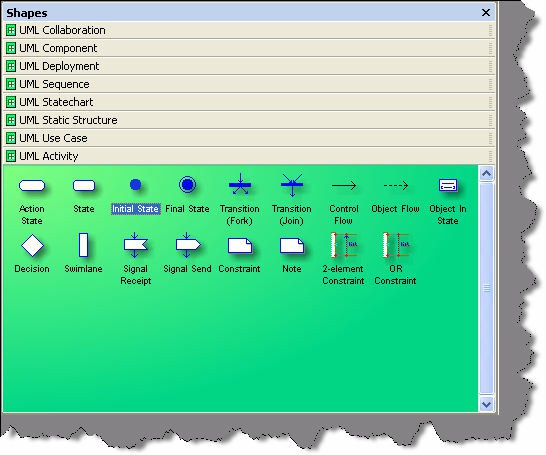 Shapes
UML Collaboration
UML Component
UML Deployment
UML Sequence
UML Statechart
UML Static Structure
UML Use Case
UML Activity
Action State
State
Initial State
Final State
Transition (Fork)
Transition (Join)
Control Flow
Object Flow
Object In State
Decision
Swimlane
Signal Receipt
Signal Send
Constraint
Note
2-element Constraint
OR Constraint